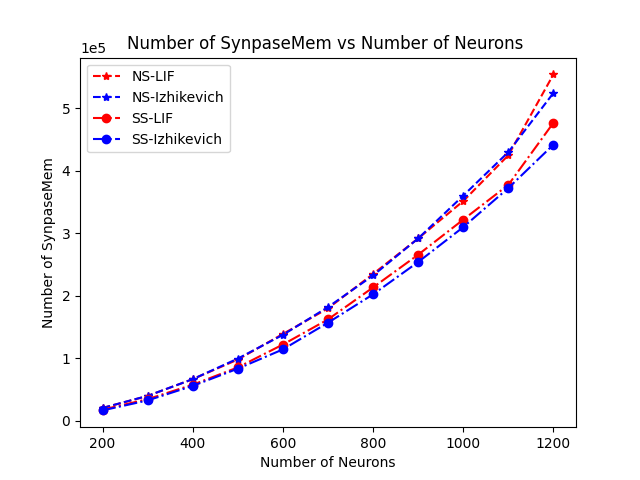 Number of SynpaseMem vs Number of Neurons
1e5
NS-LIF
NS-Izhikevich
SS-LIF
SS-Izhikevich
Number of SynpaseMem
5
4
3
2
1
0
200 400 600 800 1000 1200
Number of Neurons